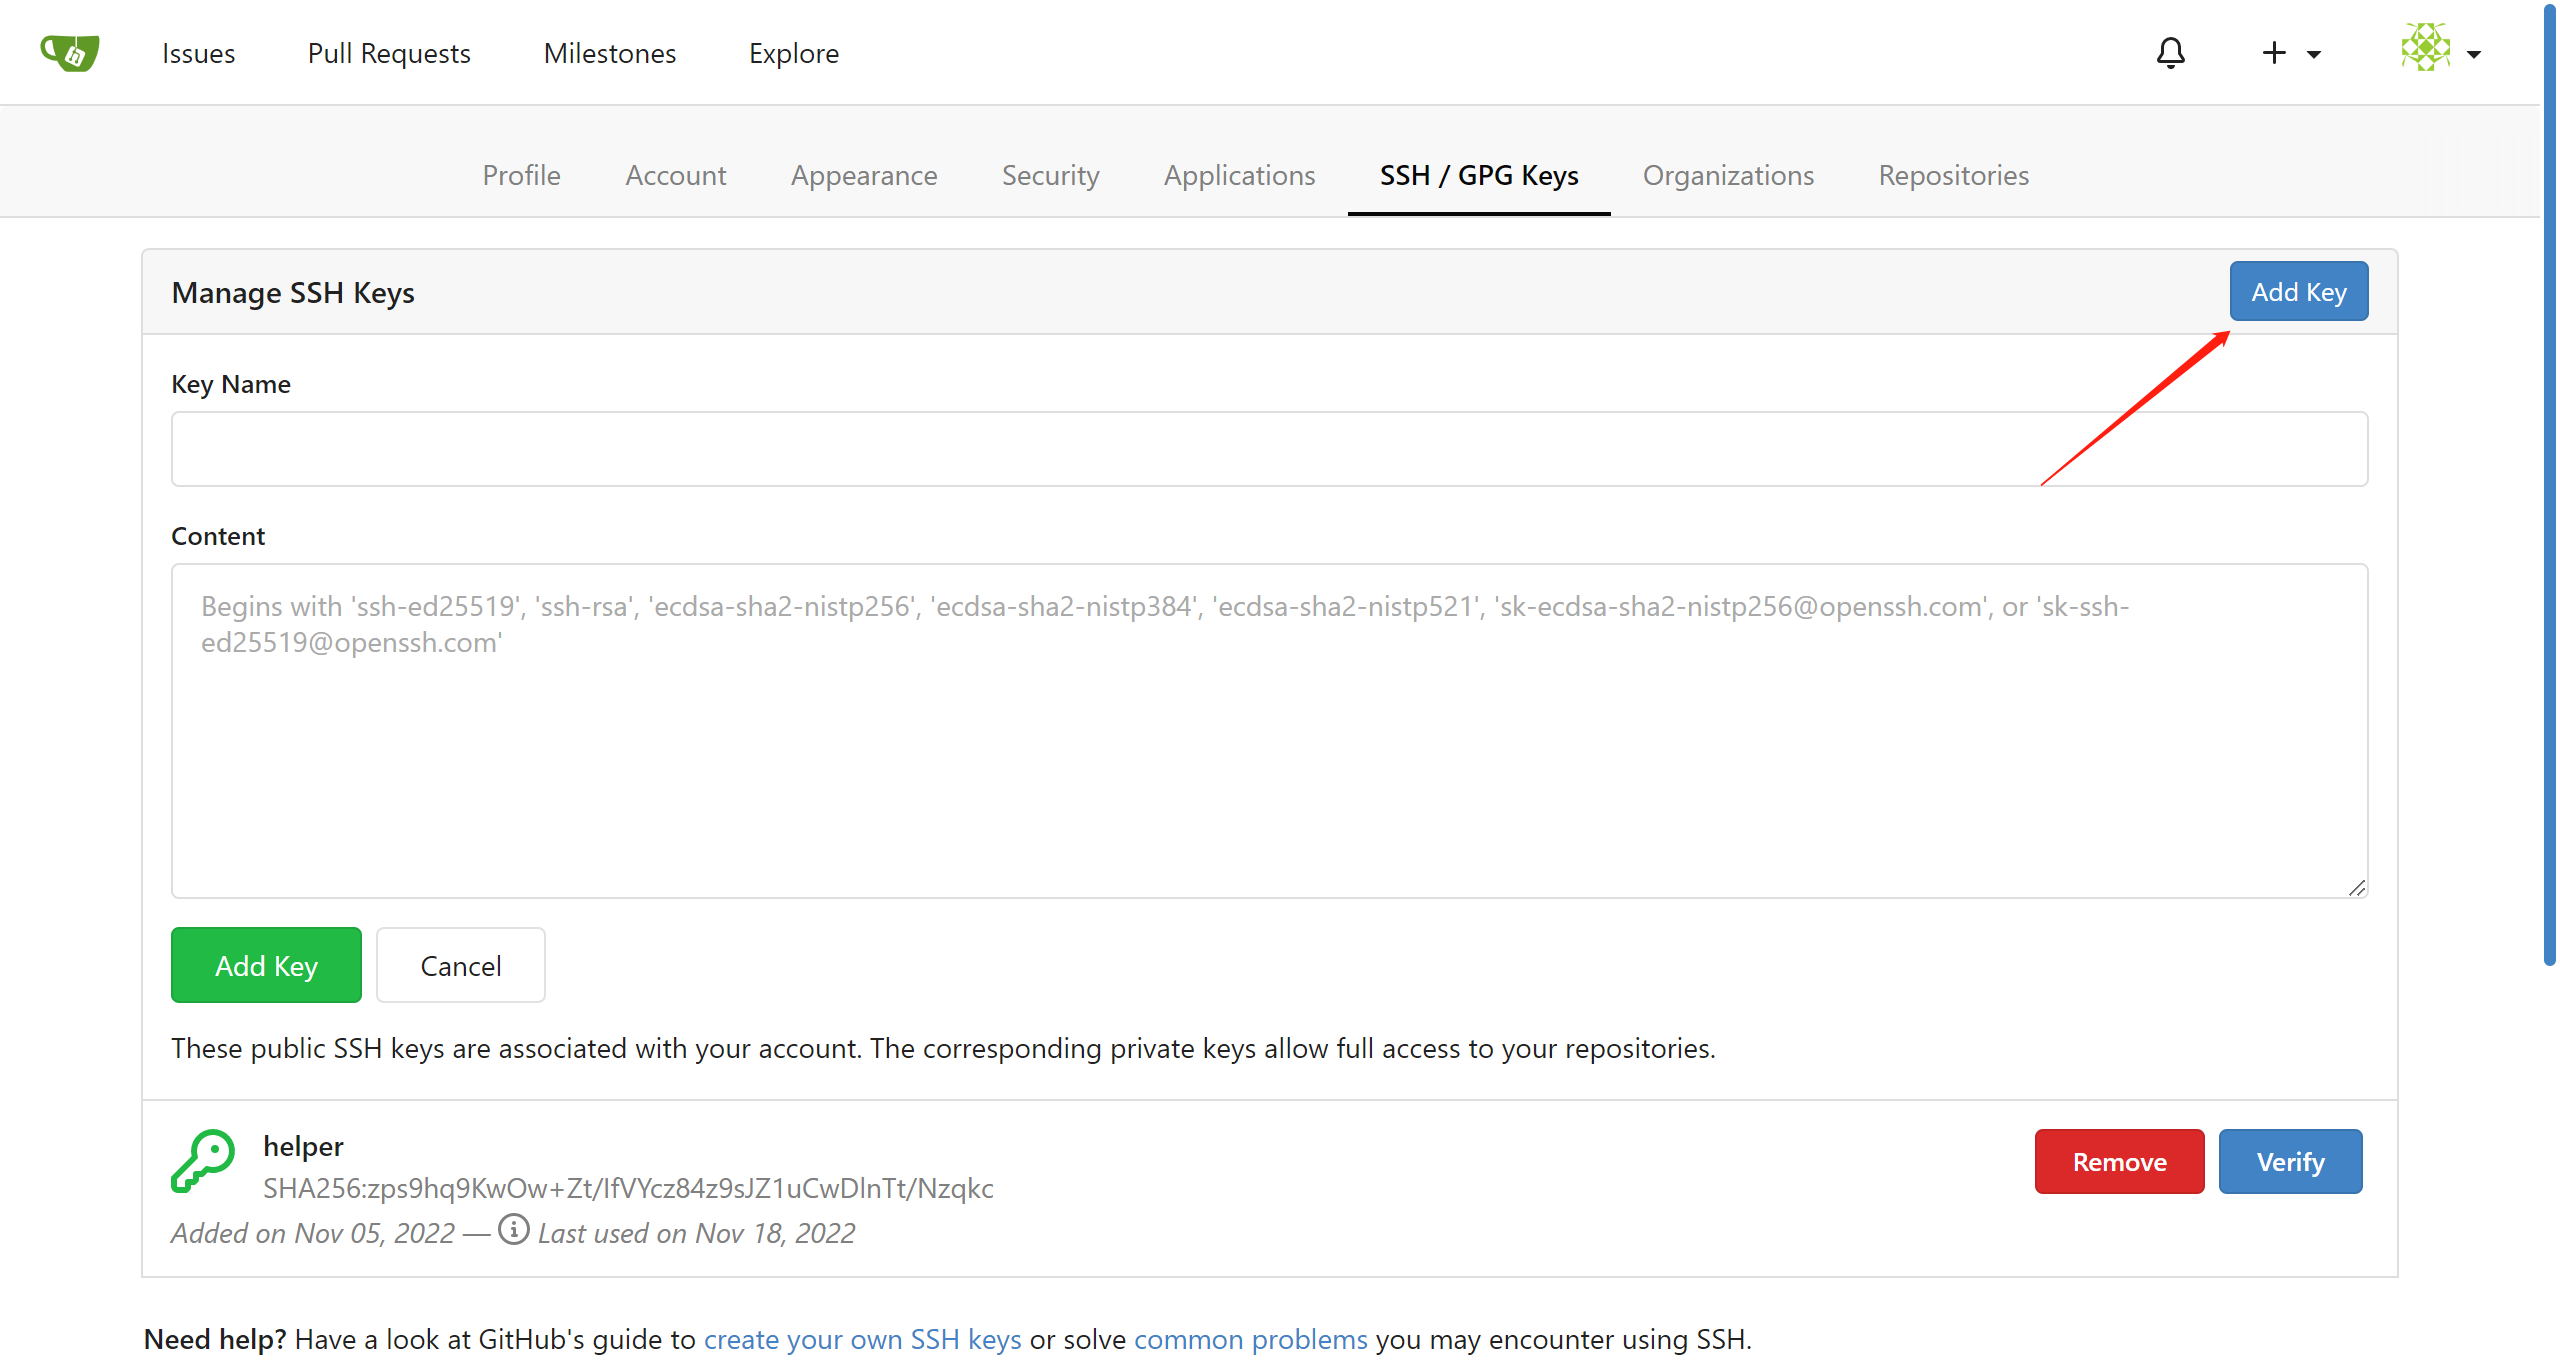 Issues Pull Requests Milestones Explore
Profile Account Appearance Security Applications SSH / GPG Keys Organizations Repositories
Manage SSH Keys Add Key
Key Name
Content
Begins with 'ssh-ed25519', 'ssh-rsa', 'ecdsa-sha2-nistp256', 'ecdsa-sha2-nistp384', 'ecdsa-sha2-nistp521', 'sk-ecdsa-sha2-nistp256@openssh.com', or 'sk-ssh-
ed25519@openssh.com'
Add Key Cancel
These public SSH keys are associated with your account. The corresponding private keys allow full access to your repositories.
helper Remove Verify
SHA256:zps9hq9KwOw+Zt/IfVYcz84z9sJZ1uCwDlnTt/Nzqkc
Added on Nov 05, 2022 — Last used on Nov 18, 2022
Need help? Have a look at GitHub's guide to create your own SSH keys or solve common problems you may encounter using SSH.